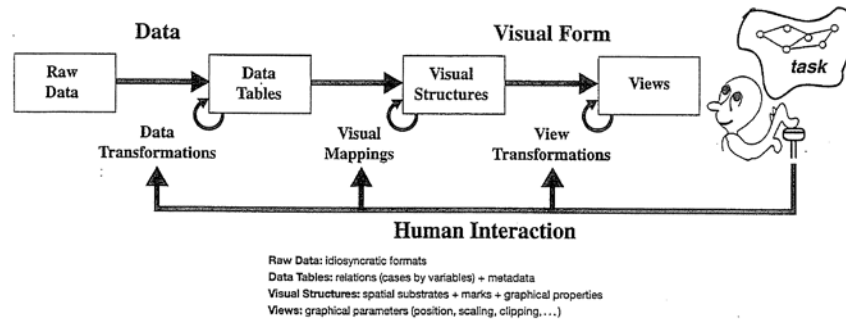 Data
Visual Form
Raw
Data
Data
Tables
Visual
Structures
Views
task
Data
Transformations
Visual
Mappings
View
Transformations
Human Interaction
Raw Data: idiosyncratic formats
Data Tables: relations (cases by variables) + metadata
Visual Structures: spatial substrates + marks + graphical properties
Views: graphical parameters (position, scaling, clipping, . . . )